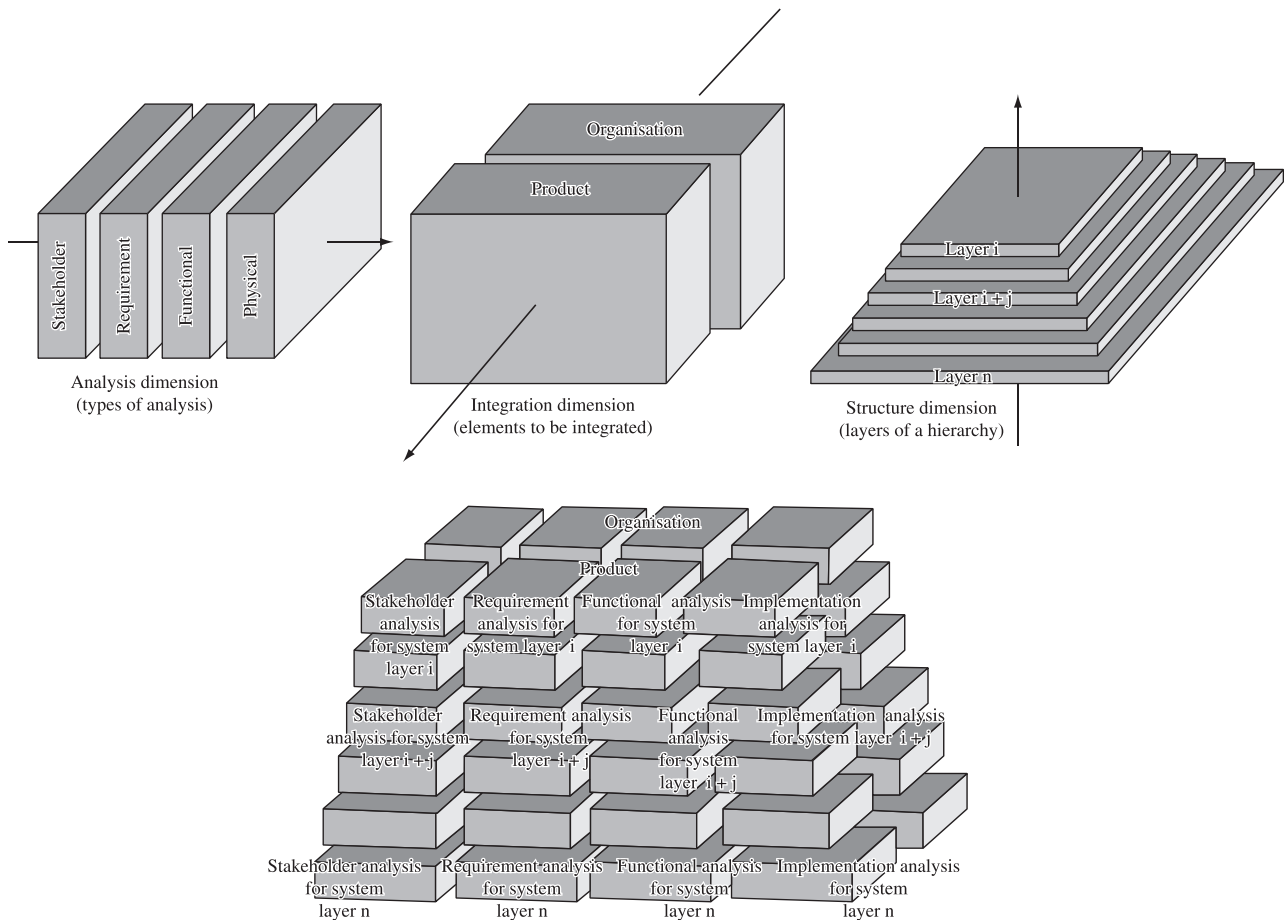 Organisation
Product
Stakeholder
Requirement
Functional
Physical
Layer i
Layer i + j
Layer n
Analysis dimension
(types of analysis)
Integration dimension
(elements to be integrated)
Structure dimension
(layers of a hierarchy)
Organisation
Product
Stakeholder
analysis
for system
layer i
Requirement
analysis for
system layer i
Functional analysis
for system
layer i
Implementation
analysis for
system layer i
Stakeholder
analysis for system
layer i + j
Requirement analysis
for system
layer i + j
Functional
analysis
for system
layer i + j
Implementation analysis
for system layer i + j
Stakeholder analysis
for system
layer n
Requirement analysis
for system
layer n
Functional analysis
for system
layer n
Implementation analysis
for system
layer n